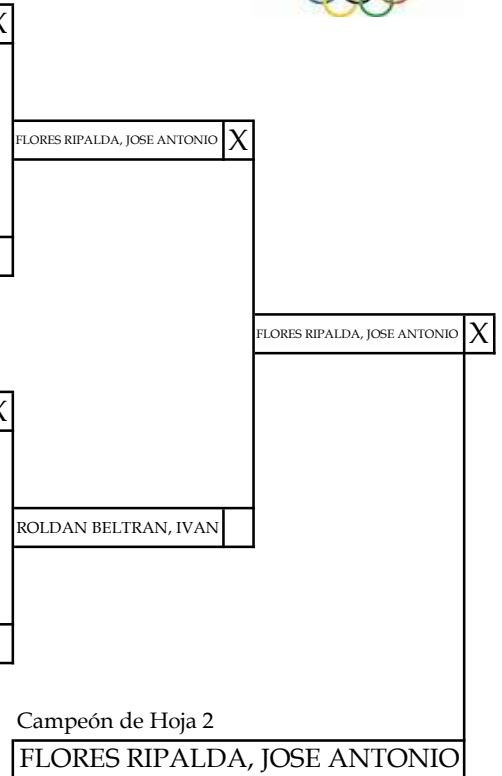 X
FLORES RIPALDA, JOSE ANTONIO X
FLORES RIPALDA, JOSE ANTONIO X
X
ROLDAN BELTRAN, IVAN
Campeón de Hoja 2
FLORES RIPALDA, JOSE ANTONIO